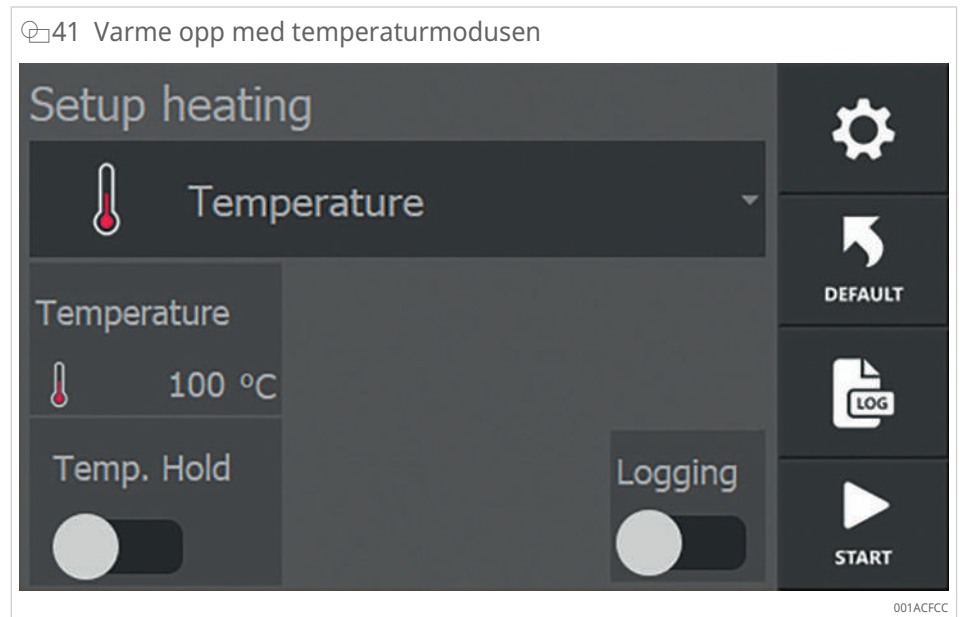 41 Varme opp med temperaturmodusen
Setup heating
Temperature
Temperature
100 °C
Temp. Hold
Logging
DEFAULT
LOG
START
001ACFCC